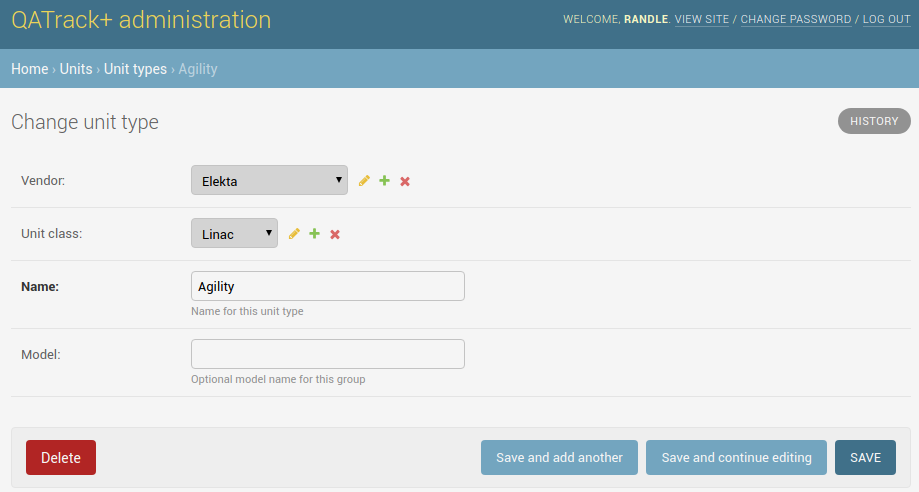 QATrack+ administration
WELCOME, RANDLE. VIEW SITE / CHANGE PASSWORD / LOG OUT
Home › Units › Unit types › Agility
Change unit type
HISTORY
Vendor:
Elekta
Unit class:
Linac
Name:
Agility
Name for this unit type
Model:
Optional model name for this group
Delete
Save and add another
Save and continue editing
SAVE